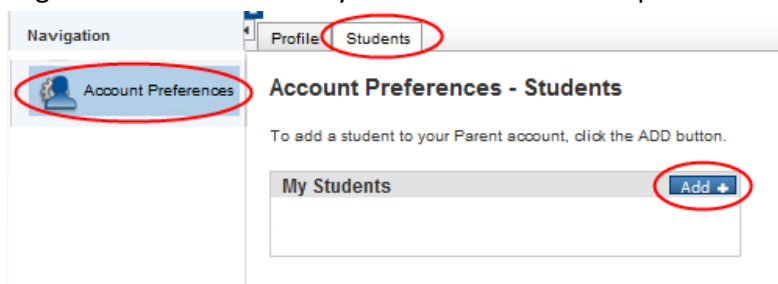 Navigation
Profile Students
Account Preferences
Account Preferences - Students
To add a student to your Parent account, click the ADD button.
My Students
Add +